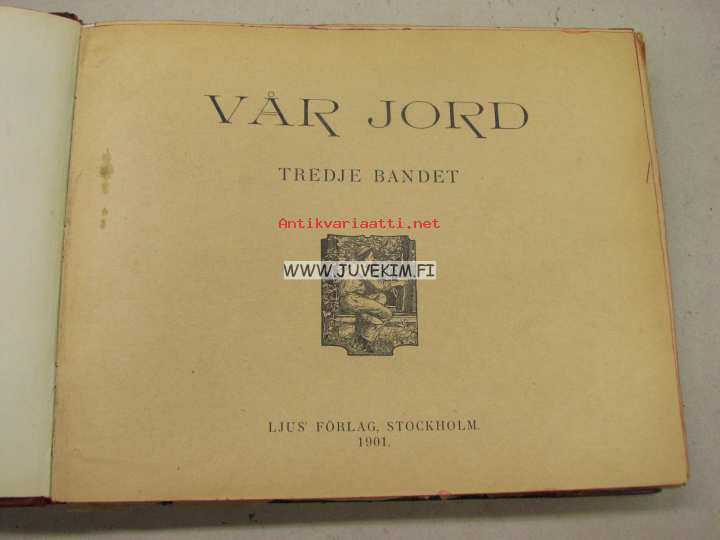 VÅR JORD
TREDJE BANDET
Antikvariaatti.net
WWW.JUVEKIM.FI
LJUS' FÖRLAG, STOCKHOLM.
1901.